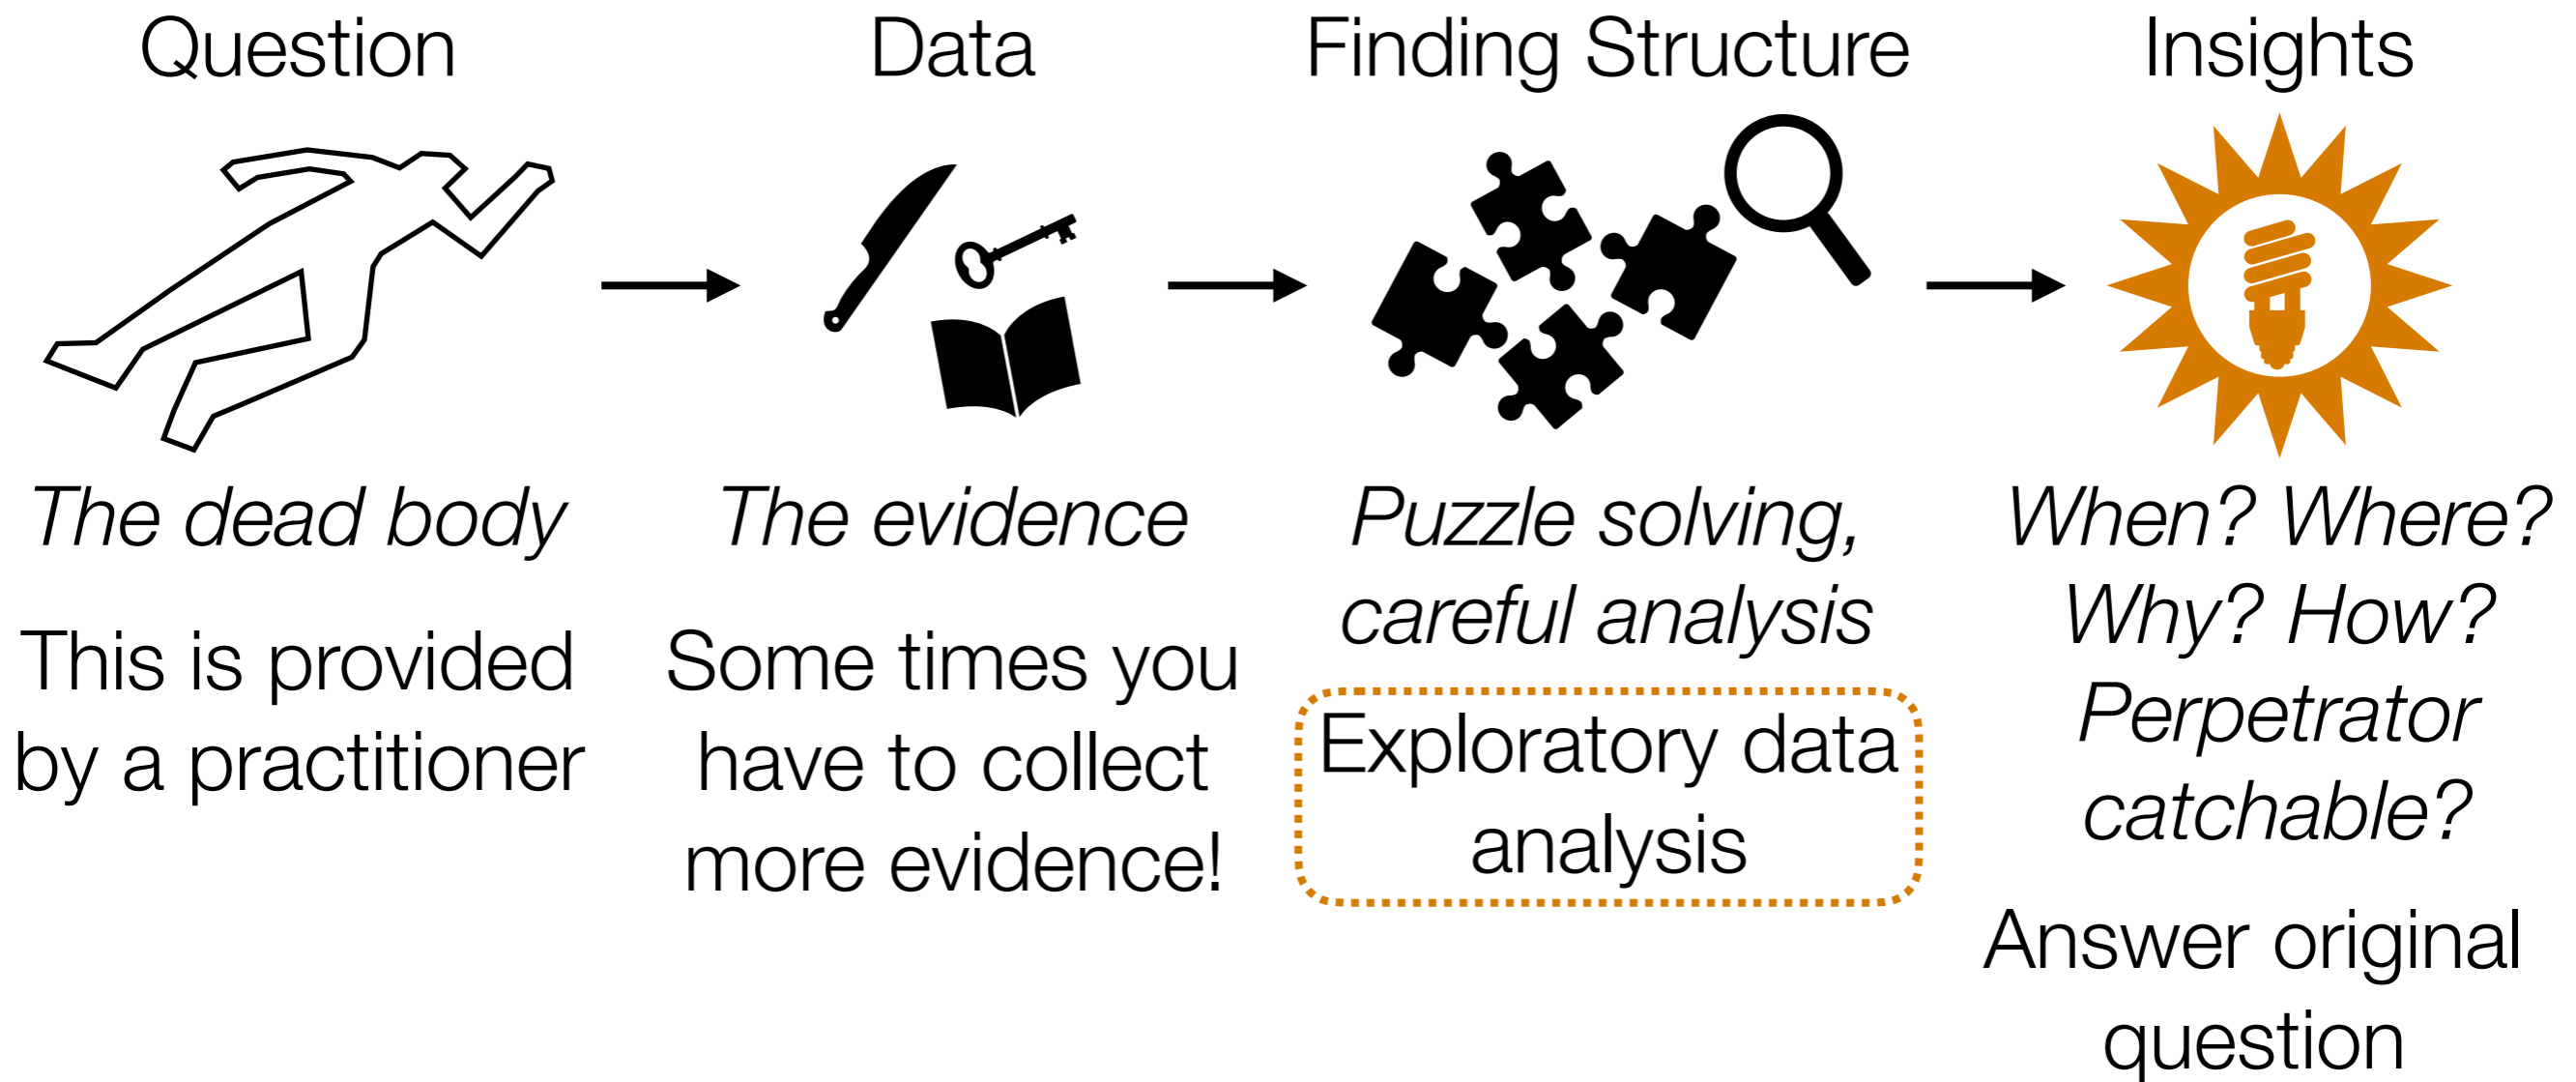 Question
The dead body
This is provided
by a practitioner
Data
The evidence
Some times you
have to collect
more evidence!
Finding Structure
Puzzle solving,
careful analysis
Exploratory data
analysis
Insights
When? Where?
Why? How?
Perpetrator
catchable?
Answer original
question